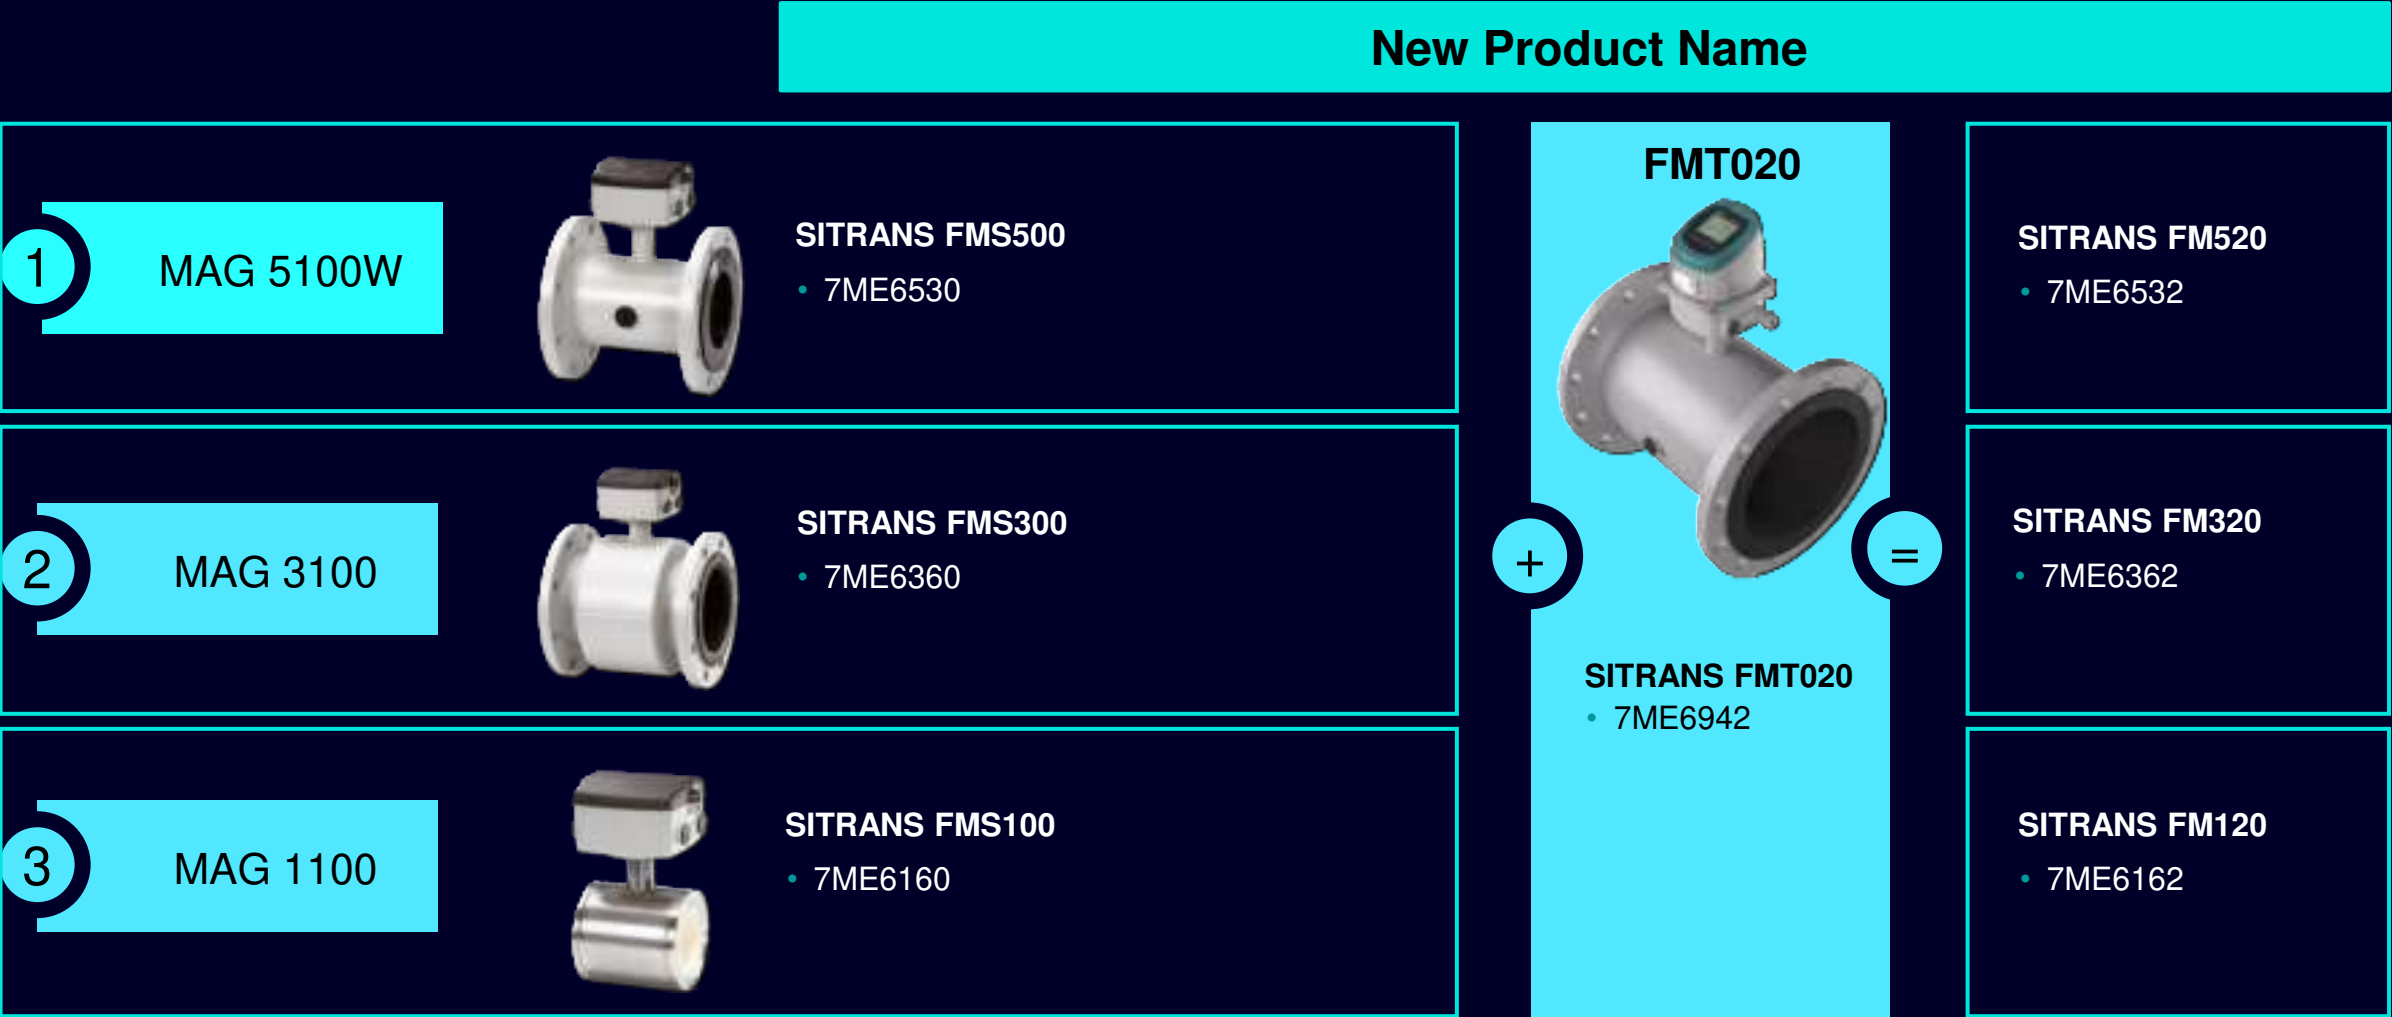 New Product Name
1
MAG 5100W
SITRANS FMS500
• 7ME6530
2
MAG 3100
SITRANS FMS300
• 7ME6360
3
MAG 1100
SITRANS FMS100
• 7ME6160
+
FMT020
SITRANS FMT020
• 7ME6942
=
SITRANS FM520
• 7ME6532
SITRANS FM320
• 7ME6362
SITRANS FM120
• 7ME6162